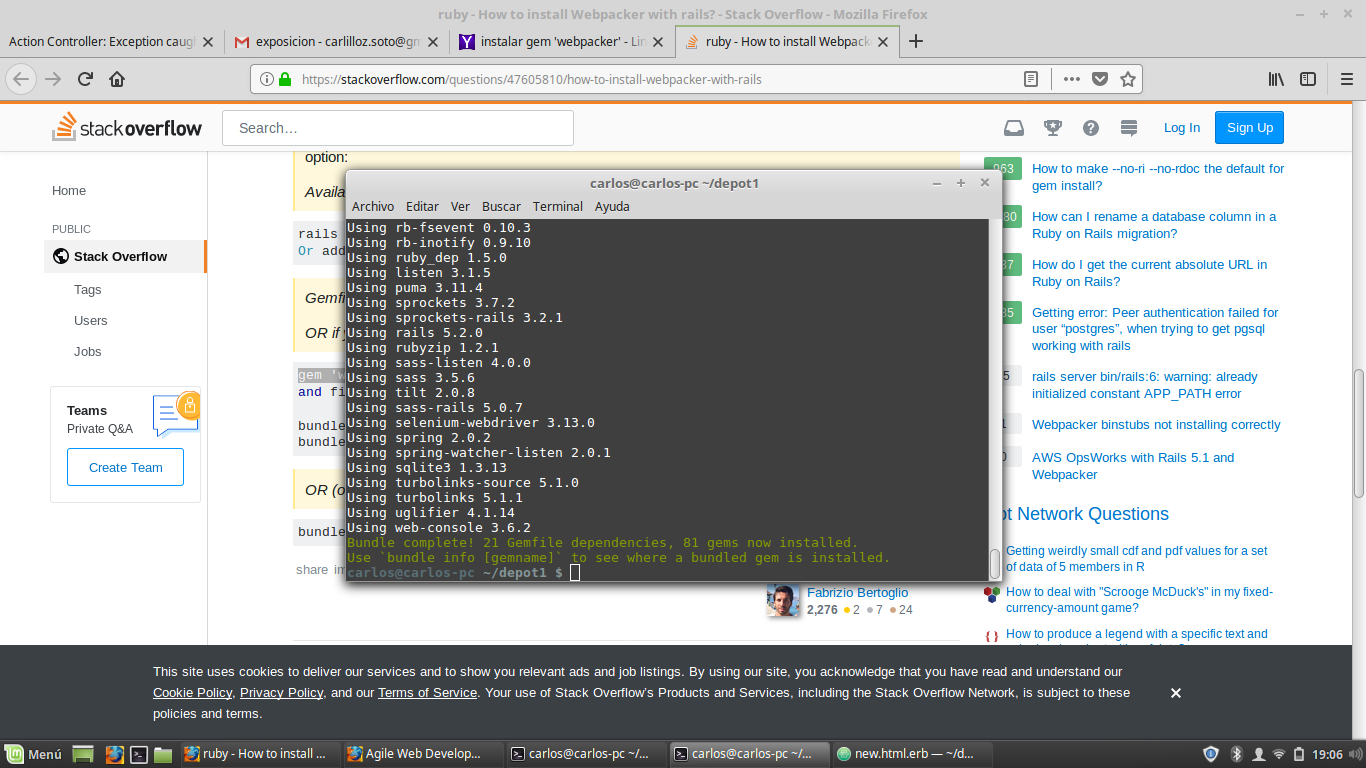 ruby - How to install Webpacker with rails? - Stack Overflow - Mozilla Firefox
Action Controller: Exception caugh
exposicion - carlilloz.soto@gm
instalar gem 'webpacker' - Lin
ruby - How to install Webpack
https://stackoverflow.com/questions/47605810/how-to-install-webpacker-with-rails
stackoverflow
Search…
Log In
Sign Up
Home
PUBLIC
Stack Overflow
Tags
Users
Jobs
Teams
Private Q&A
Create Team
option:
Availa
rails
Or add
Gemfi
OR if y
gem 'w
and fi
bundle
bundle
OR (o
bundle
share im
carlos@carlos-pc ~/depot1
Archivo Editar Ver Buscar Terminal Ayuda
Using rb-fsevent 0.10.3
Using rb-inotify 0.9.10
Using ruby_dep 1.5.0
Using listen 3.1.5
Using puma 3.11.4
Using sprockets 3.7.2
Using sprockets-rails 3.2.1
Using rails 5.2.0
Using rubyzip 1.2.1
Using sass-listen 4.0.0
Using sass 3.5.6
Using tilt 2.0.8
Using sass-rails 5.0.7
Using selenium-webdriver 3.13.0
Using spring 2.0.2
Using spring-watcher-listen 2.0.1
Using sqlite3 1.3.13
Using turbolinks-source 5.1.0
Using turbolinks 5.1.1
Using uglifier 4.1.14
Using web-console 3.6.2
Bundle complete! 21 Gemfile dependencies, 81 gems now installed.
Use `bundle info [gemname]` to see where a bundled gem is installed.
carlos@carlos-pc ~/depot1 $
Fabrizio Bertoglio
2,276 2 7 24
963 How to make --no-ri --no-rdoc the default for
gem install?
80 How can I rename a database column in a
Ruby on Rails migration?
37 How do I get the current absolute URL in
Ruby on Rails?
35 Getting error: Peer authentication failed for
user “postgres”, when trying to get pgsql
working with rails
5 rails server bin/rails:6: warning: already
initialized constant APP_PATH error
1 Webpacker binstubs not installing correctly
0 AWS OpsWorks with Rails 5.1 and
Webpacker
ot Network Questions
Getting weirdly small cdf and pdf values for a set
of data of 5 members in R
How to deal with "Scrooge McDuck's" in my fixed-
currency-amount game?
How to produce a legend with a specific text and
This site uses cookies to deliver our services and to show you relevant ads and job listings. By using our site, you acknowledge that you have read and understand our
Cookie Policy, Privacy Policy, and our Terms of Service. Your use of Stack Overflow’s Products and Services, including the Stack Overflow Network, is subject to these
policies and terms.
Menú
ruby - How to install ...
Agile Web Develop...
carlos@carlos-pc ~/...
carlos@carlos-pc ~/...
new.html.erb — ~/d...
19:06